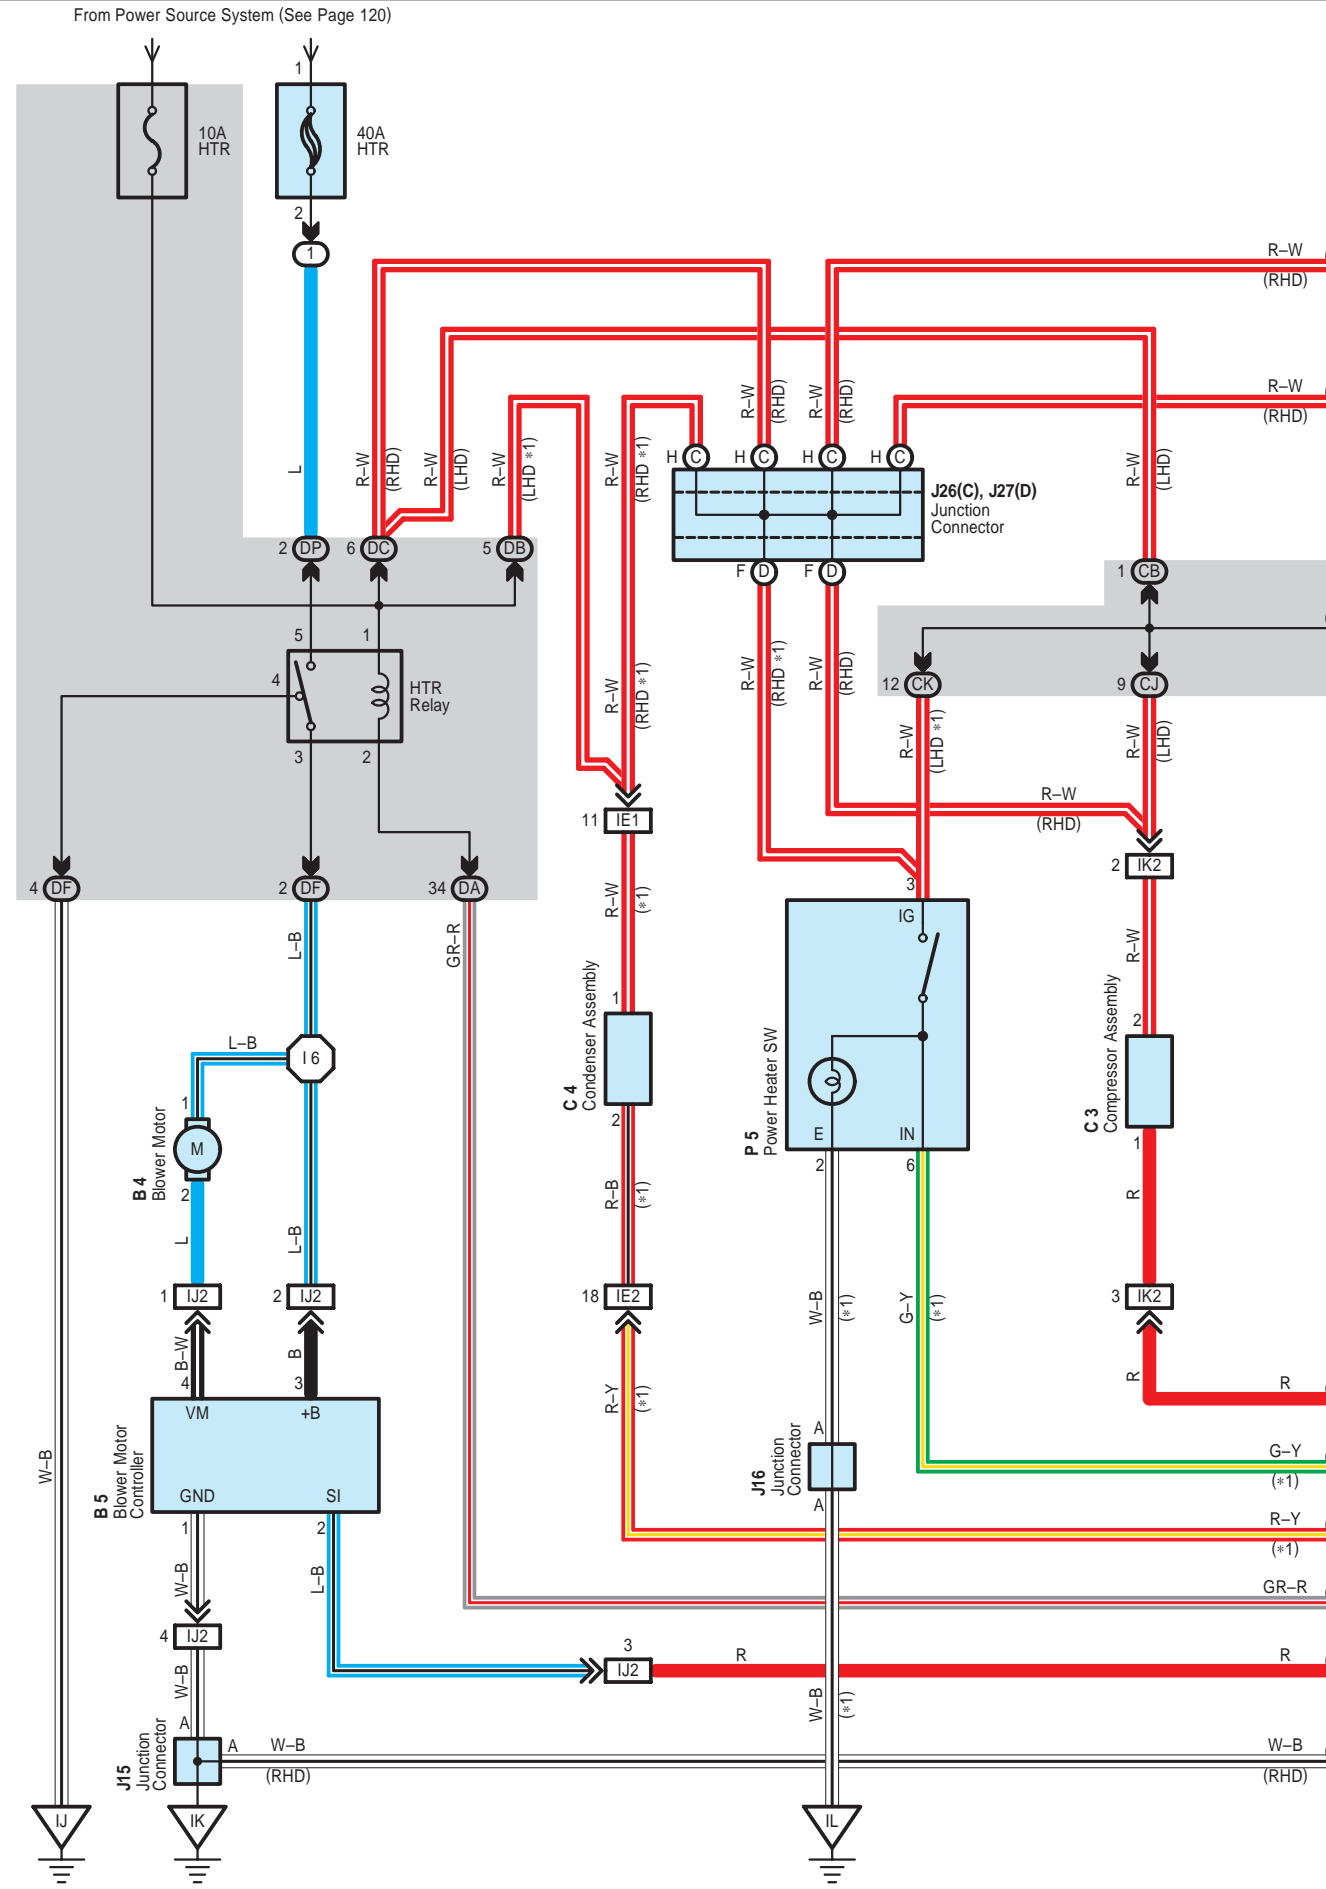 From Power Source System (See Page 120)
1
10A
HTR
40A
HTR
2
1
R–W
(RHD)
R–W
(RHD)
L
R–W
(RHD)
R–W
(LHD)
R–W
(LHD *1)
R–W
(RHD *1)
R–W
(RHD)
R–W
(RHD)
R–W
(LHD)
H C
H C
H C
H C
J26(C), J27(D)
Junction
Connector
2 DP
6 DC
5 DB
F D
F D
1 CB
5
1
4
HTR
Relay
3
2
R–W
(RHD *1)
R–W
(RHD *1)
R–W
(RHD)
12 CK
9 CJ
R–W
(LHD *1)
R–W
(LHD)
R–W
(RHD)
11 IE1
2 IK2
4 DF
2 DF
34 DA
3
IG
L–B
GR–R
R–W
(*1)
R–W
1
C 4
Condenser Assembly
2
2
C 3
Compressor Assembly
1
P 5
Power Heater SW
E
IN
2
6
L–B
I 6
1
M
B 4
Blower Motor
2
L
L–B
R–B
(*1)
R
1 IJ2
2 IJ2
18 IE2
3 IK2
W–B
(*1)
G–Y
(*1)
B–W
B
4
3
VM
+B
B 5
Blower Motor
Controller
GND
SI
R–Y
(*1)
R
R
W–B
A
J16
Junction
Connector
A
G–Y
(*1)
R–Y
(*1)
1
2
W–B
L–B
GR–R
4 IJ2
3
IJ2
R
R
W–B
W–B
(*1)
A
J15
Junction
Connector
A
W–B
(RHD)
W–B
(RHD)
IJ
IK
IL